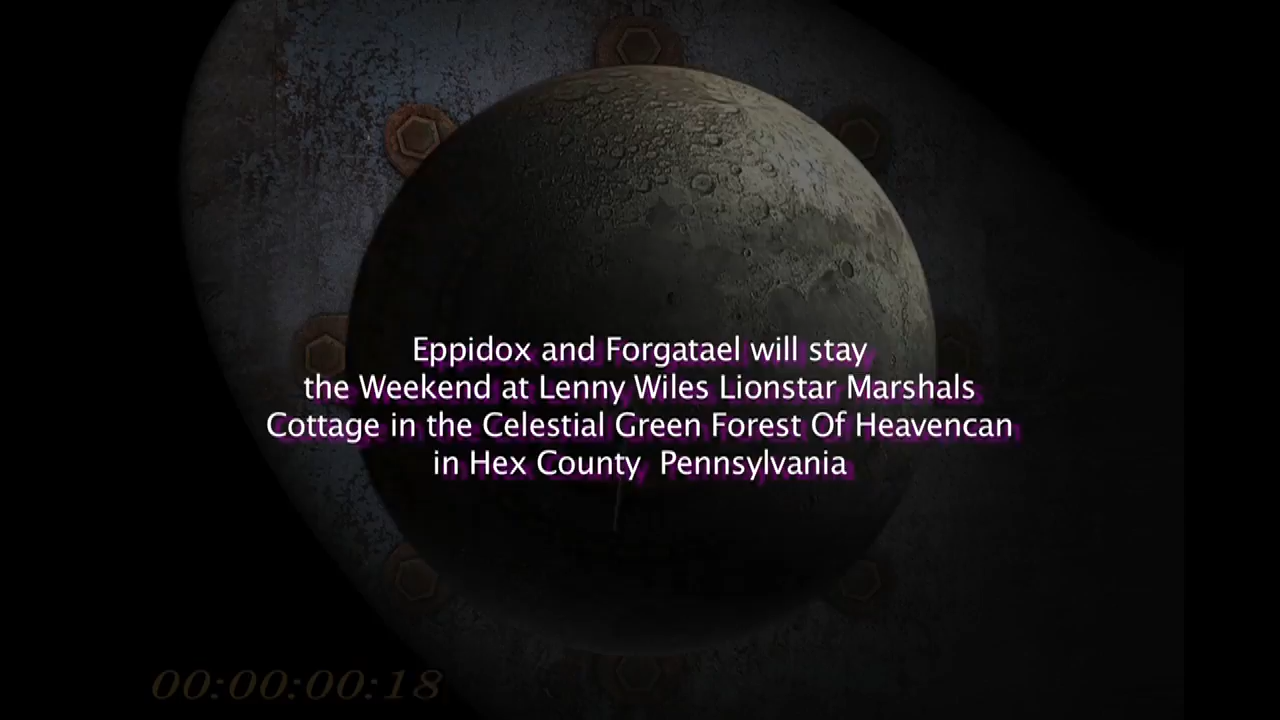 Eppidox and Forgatael will stay
the Weekend at Lenny Wiles Lionstar Marshals
Cottage in the Celestial Green Forest Of Heavencan
in Hex County  Pennsylvania
00:00:00:18